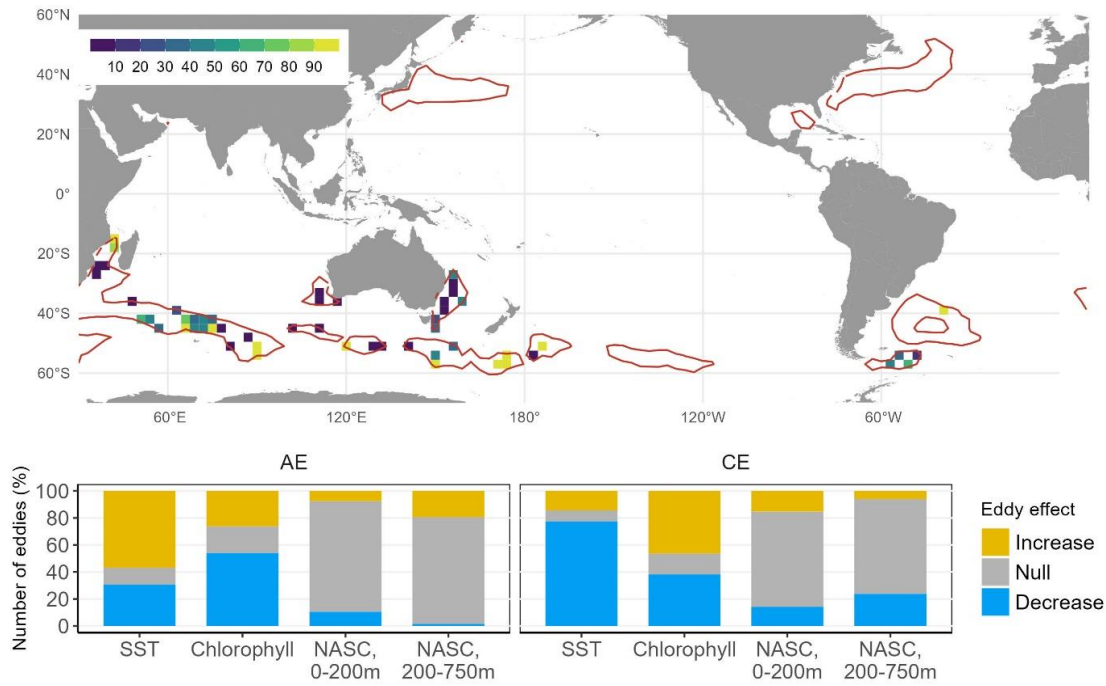 60°N
10 20 30 40 50 60 70 80 90
40°N
20°N
0°
20°S
40°S
60°S
60°E 120°E 180° 120°W 60°W
AE CE
Number of eddies (%)
100
80
60
40
20
0
SST Chlorophyll NASC, 0-200m NASC, 200-750m
SST Chlorophyll NASC, 0-200m NASC, 200-750m
Eddy effect
Increase
Null
Decrease